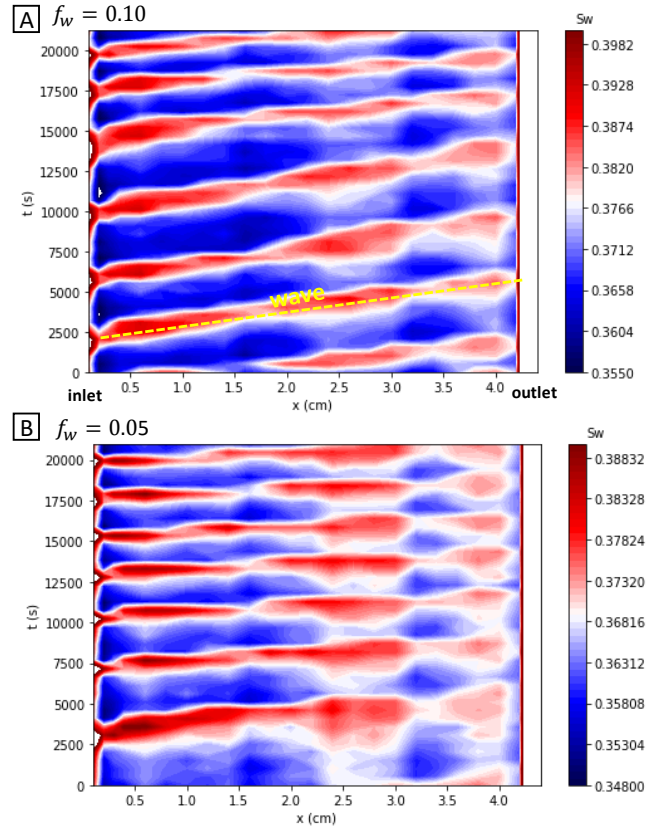 A f_w = 0.10
Sw
20000
17500
15000
12500
10000
7500
5000
2500
0
t (s)
wave
0.5 1.0 1.5 2.0 2.5 3.0 3.5 4.0
inlet
x (cm)
outlet
0.3982
0.3928
0.3874
0.3820
0.3766
0.3712
0.3658
0.3604
0.3550
B f_w = 0.05
Sw
20000
17500
15000
12500
10000
7500
5000
2500
0
t (s)
0.5 1.0 1.5 2.0 2.5 3.0 3.5 4.0
x (cm)
0.38832
0.38328
0.37824
0.37320
0.36816
0.36312
0.35808
0.35304
0.34800